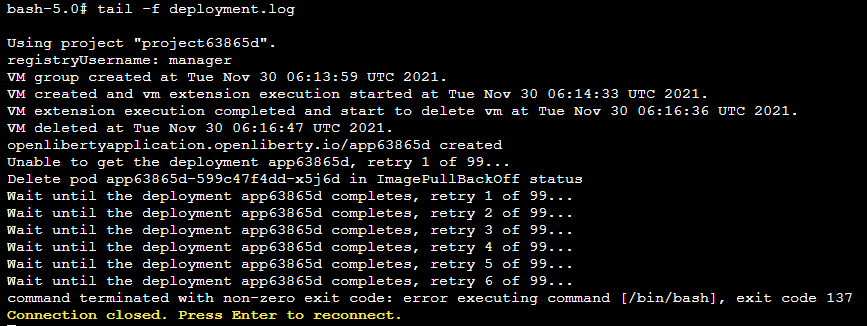 bash-5.0# tail -f deployment.log
Using project "project63865d".
registryUsername: manager
VM group created at Tue Nov 30 06:13:59 UTC 2021.
VM created and vm extension execution started at Tue Nov 30 06:14:33 UTC 2021.
VM extension execution completed and start to delete vm at Tue Nov 30 06:16:36 UTC 2021.
VM deleted at Tue Nov 30 06:16:47 UTC 2021.
openlibertyapplication.openliberty.io/app63865d created
Unable to get the deployment app63865d, retry 1 of 99...
Delete pod app63865d-599c47f4dd-x5j6d in ImagePullBackOff status
Wait until the deployment app63865d completes, retry 1 of 99...
Wait until the deployment app63865d completes, retry 2 of 99...
Wait until the deployment app63865d completes, retry 3 of 99...
Wait until the deployment app63865d completes, retry 4 of 99...
Wait until the deployment app63865d completes, retry 5 of 99...
Wait until the deployment app63865d completes, retry 6 of 99...
command terminated with non-zero exit code: error executing command [/bin/bash], exit code 137
Connection closed. Press Enter to reconnect.